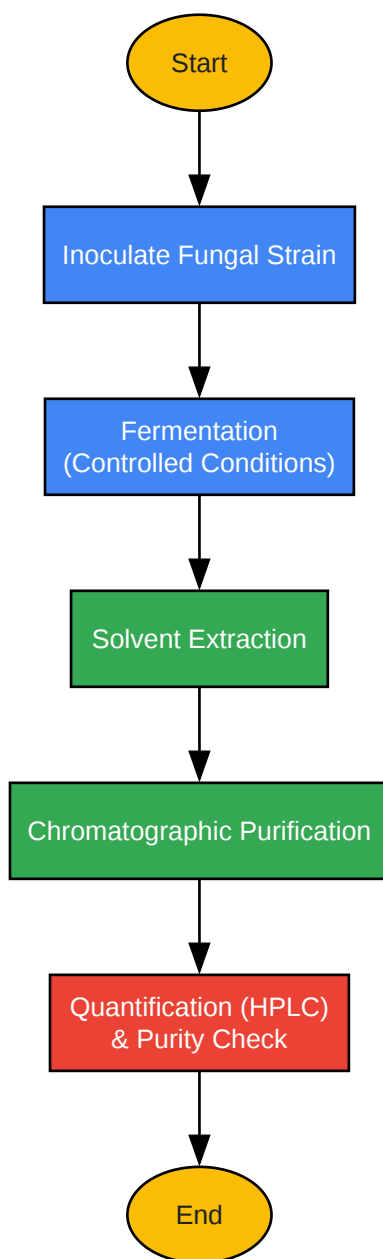 Start
Inoculate Fungal Strain
Fermentation
(Controlled Conditions)
Solvent Extraction
Chromatographic Purification
Quantification (HPLC)
& Purity Check
End